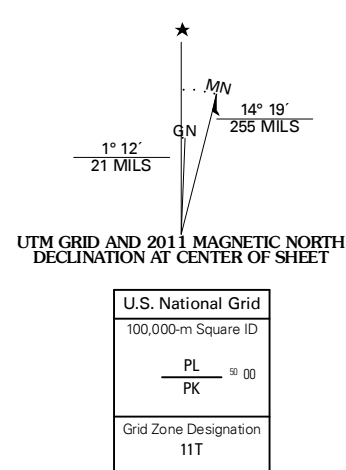 ★
MN
GN
14° 19´
255 MILS
1° 12´
21 MILS
UTM GRID AND 2011 MAGNETIC NORTH
DECLINATION AT CENTER OF SHEET
U.S. National Grid
100,000-m Square ID
PL
50 00
PK
Grid Zone Designation
11T